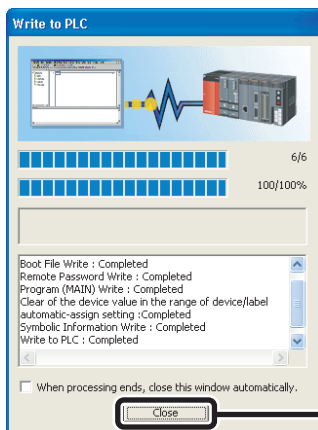 Write to PLC
6/6
100/100%
Boot File Write : Completed
Remote Password Write : Completed
Program (MAIN) Write : Completed
Clear of the device value in the range of device/label
automatic-assign setting :Completed
Symbolic Information Write : Completed
Write to PLC : Completed
When processing ends, close this window automatically.
Close